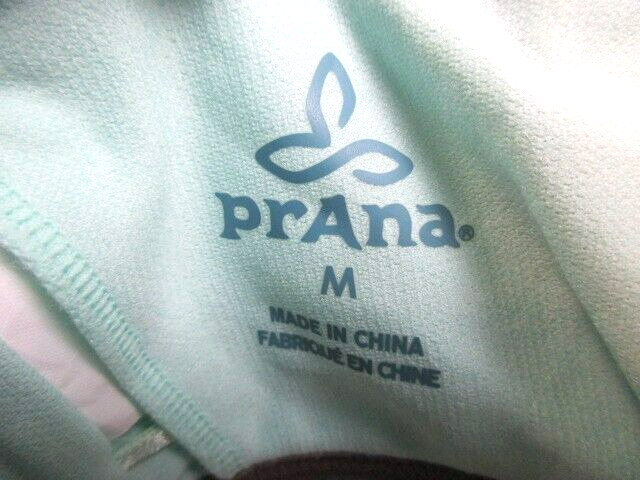 prAna®
M
MADE IN CHINA
FABRIQUÉ EN CHINE